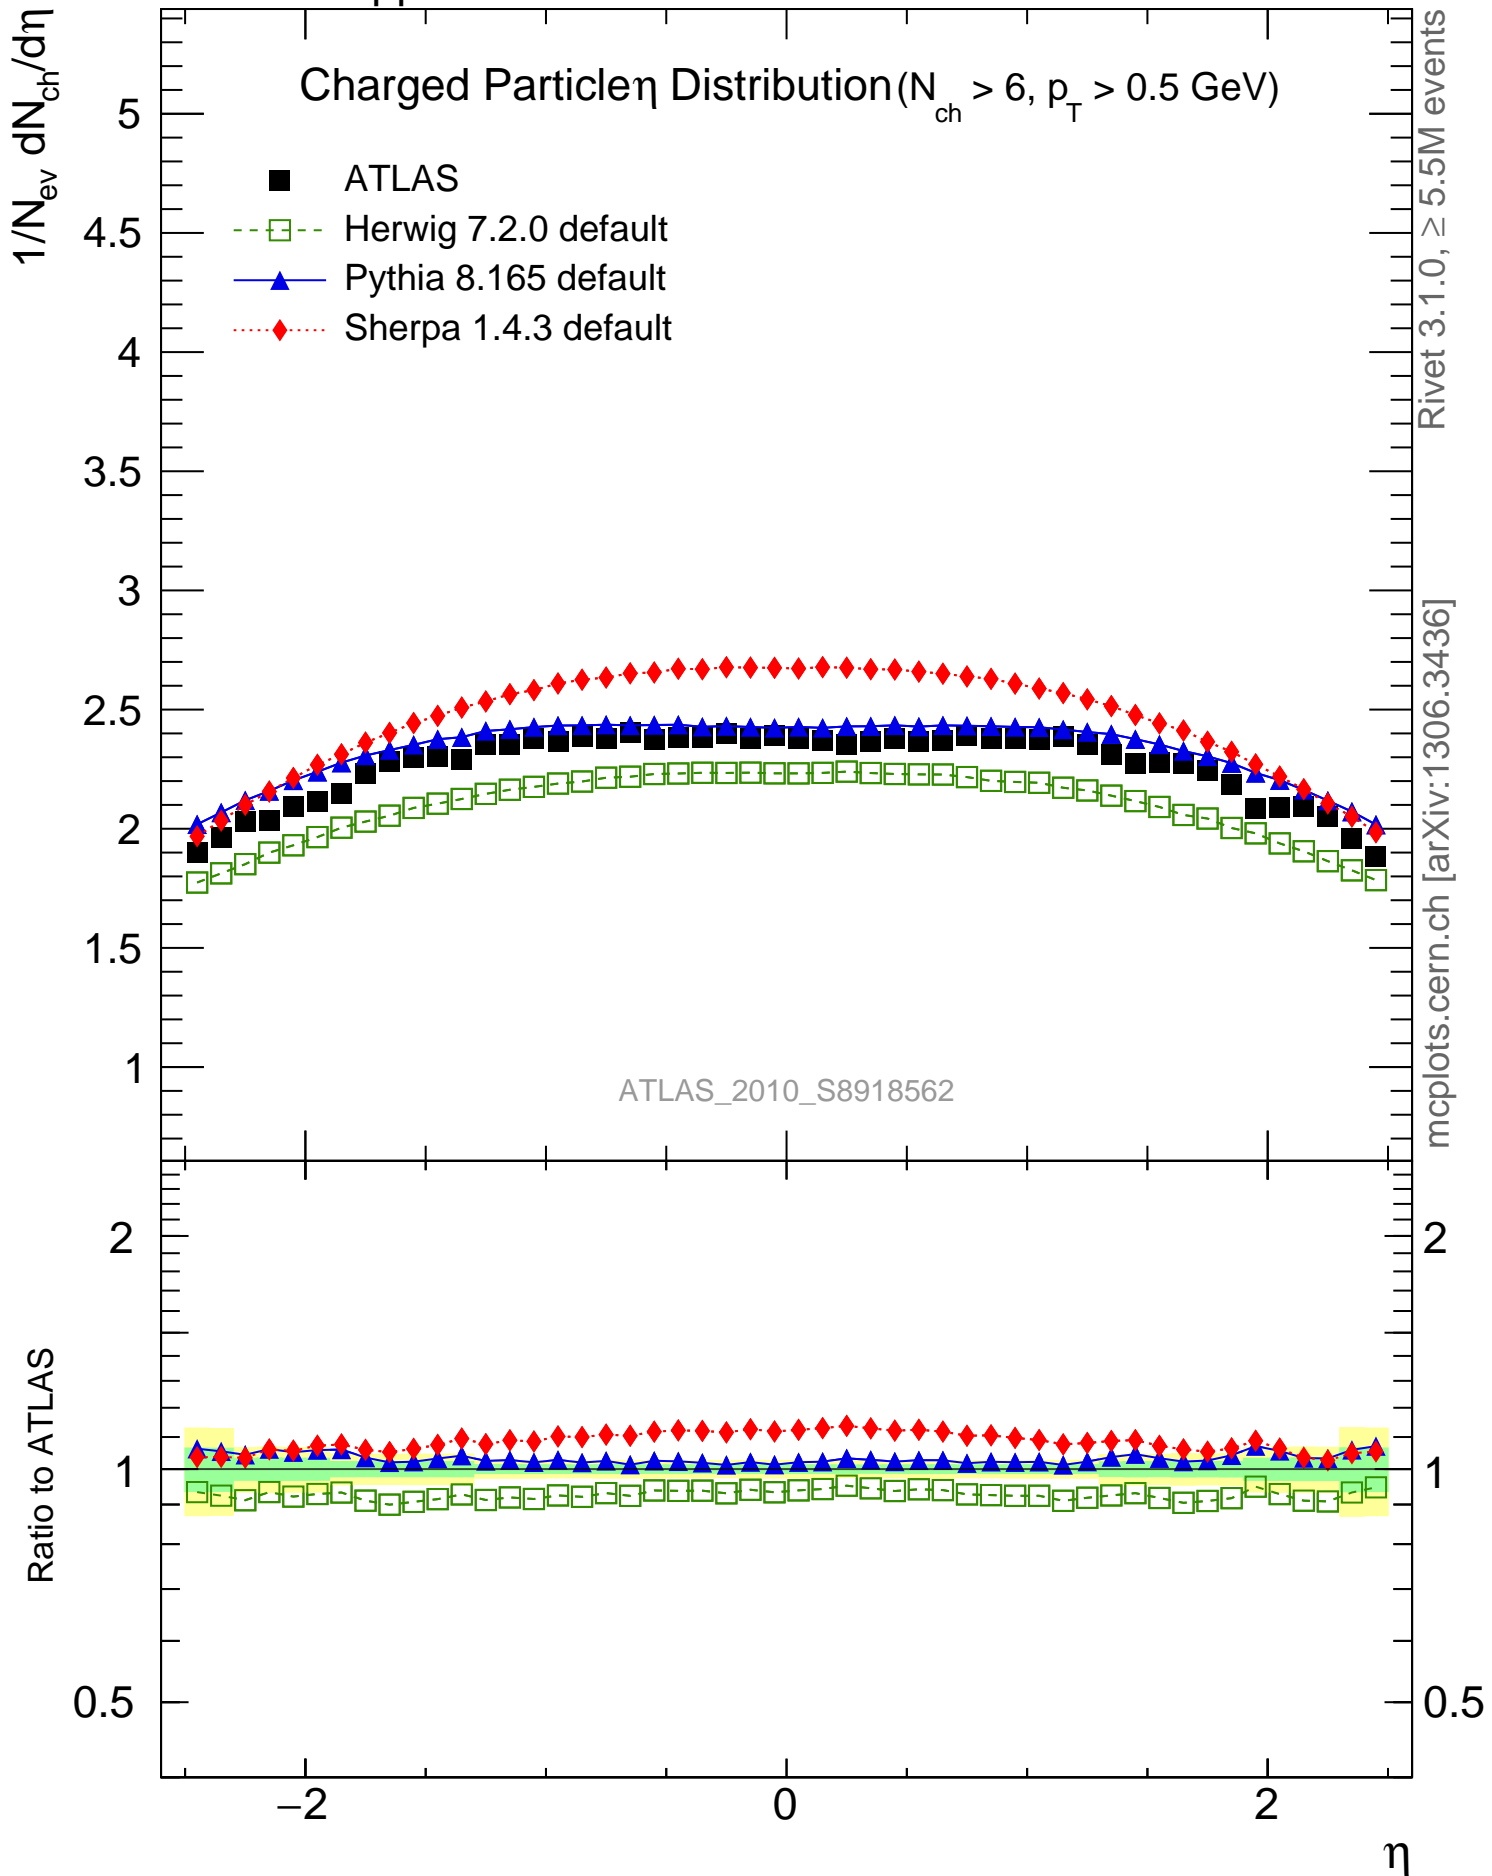 pp
1/N_ev dN_ch/dη
Charged Particleη Distribution (N_ch > 6, p_T > 0.5 GeV)
ATLAS
Herwig 7.2.0 default
Pythia 8.165 default
Sherpa 1.4.3 default
5
4.5
4
3.5
3
2.5
2
1.5
1
ATLAS_2010_S8918562
Rivet 3.1.0, ≥ 5.5M events
mcplots.cern.ch [arXiv:1306.3436]
Ratio to ATLAS
2
2
1
1
0.5
0.5
−2
0
2
η